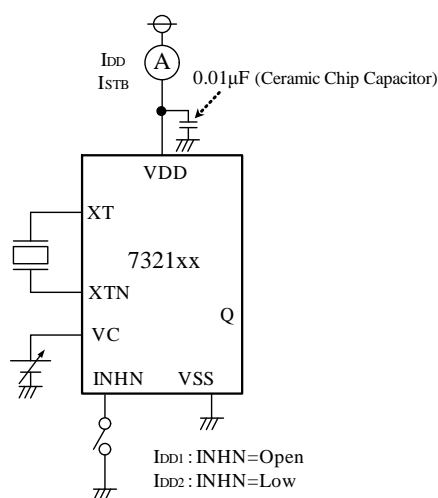 IDD
ISTB
A
0.01μF (Ceramic Chip Capacitor)
VDD
XT
7321xx
XTN
Q
VC
INHN VSS
IDD1 : INHN=Open
IDD2 : INHN=Low